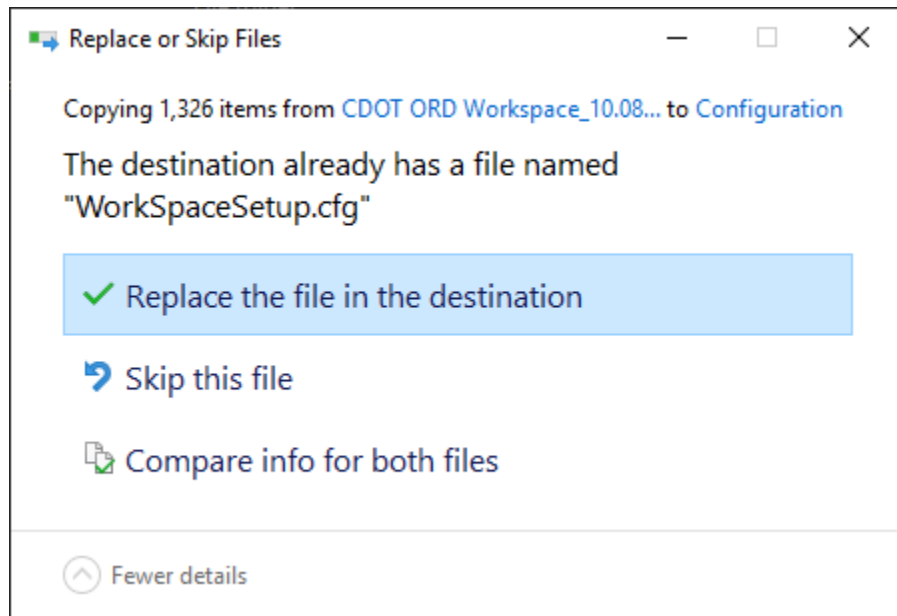 Replace or Skip Files
Copying 1,326 items from CDOT ORD Workspace_10.08... to Configuration
The destination already has a file named
"WorkSpaceSetup.cfg"
Replace the file in the destination
Skip this file
Compare info for both files
Fewer details